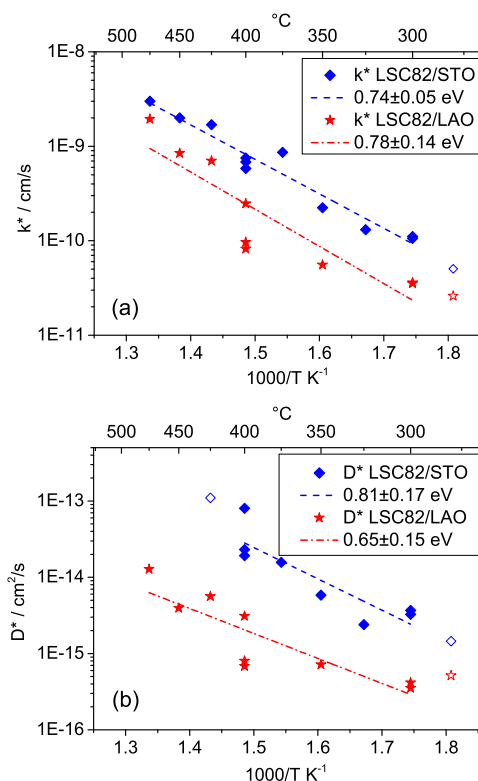 °C
500 450 400 350 300
1E-8
1E-9
1E-10
1E-11
k* / cm/s
k* LSC82/STO
0.74±0.05 eV
k* LSC82/LAO
0.78±0.14 eV
(a)
1.3 1.4 1.5 1.6 1.7 1.8
1000/T K⁻¹
°C
500 450 400 350 300
1E-13
1E-14
1E-15
1E-16
D* / cm²/s
D* LSC82/STO
0.81±0.17 eV
D* LSC82/LAO
0.65±0.15 eV
(b)
1.3 1.4 1.5 1.6 1.7 1.8
1000/T K⁻¹